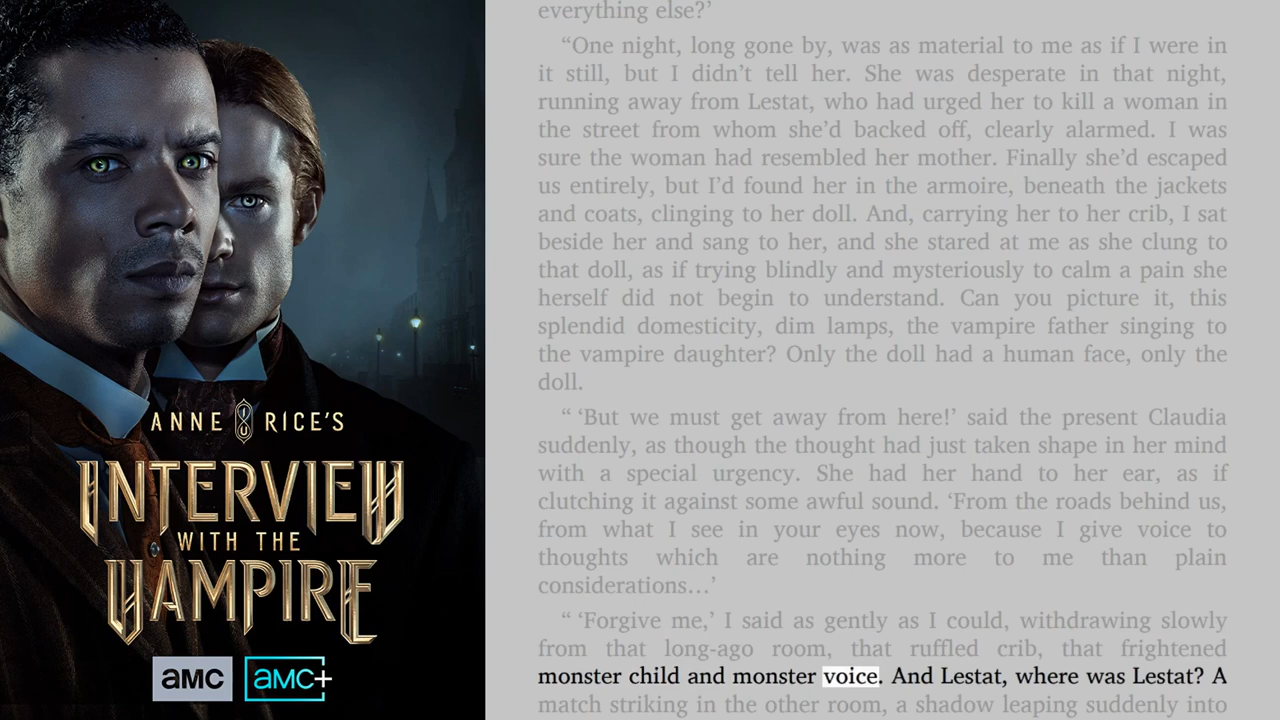 ANNE RICE'S
INTERVIEW
WITH THE
VAMPIRE
amc
amc+
everything else?’
“One night, long gone by, was as material to me as if I were in
it still, but I didn’t tell her. She was desperate in that night,
running away from Lestat, who had urged her to kill a woman in
the street from whom she’d backed off, clearly alarmed. I was
sure the woman had resembled her mother. Finally she’d escaped
us entirely, but I’d found her in the armoire, beneath the jackets
and coats, clinging to her doll. And, carrying her to her crib, I sat
beside her and sang to her, and she stared at me as she clung to
that doll, as if trying blindly and mysteriously to calm a pain she
herself did not begin to understand. Can you picture it, this
splendid domesticity, dim lamps, the vampire father singing to
the vampire daughter? Only the doll had a human face, only the
doll.
“ ‘But we must get away from here!’ said the present Claudia
suddenly, as though the thought had just taken shape in her mind
with a special urgency. She had her hand to her ear, as if
clutching it against some awful sound. ‘From the roads behind us,
from what I see in your eyes now, because I give voice to
thoughts which are nothing more to me than plain
considerations…’
“ ‘Forgive me,’ I said as gently as I could, withdrawing slowly
from that long-ago room, that ruffled crib, that frightened
monster child and monster voice. And Lestat, where was Lestat? A
match striking in the other room, a shadow leaping suddenly into